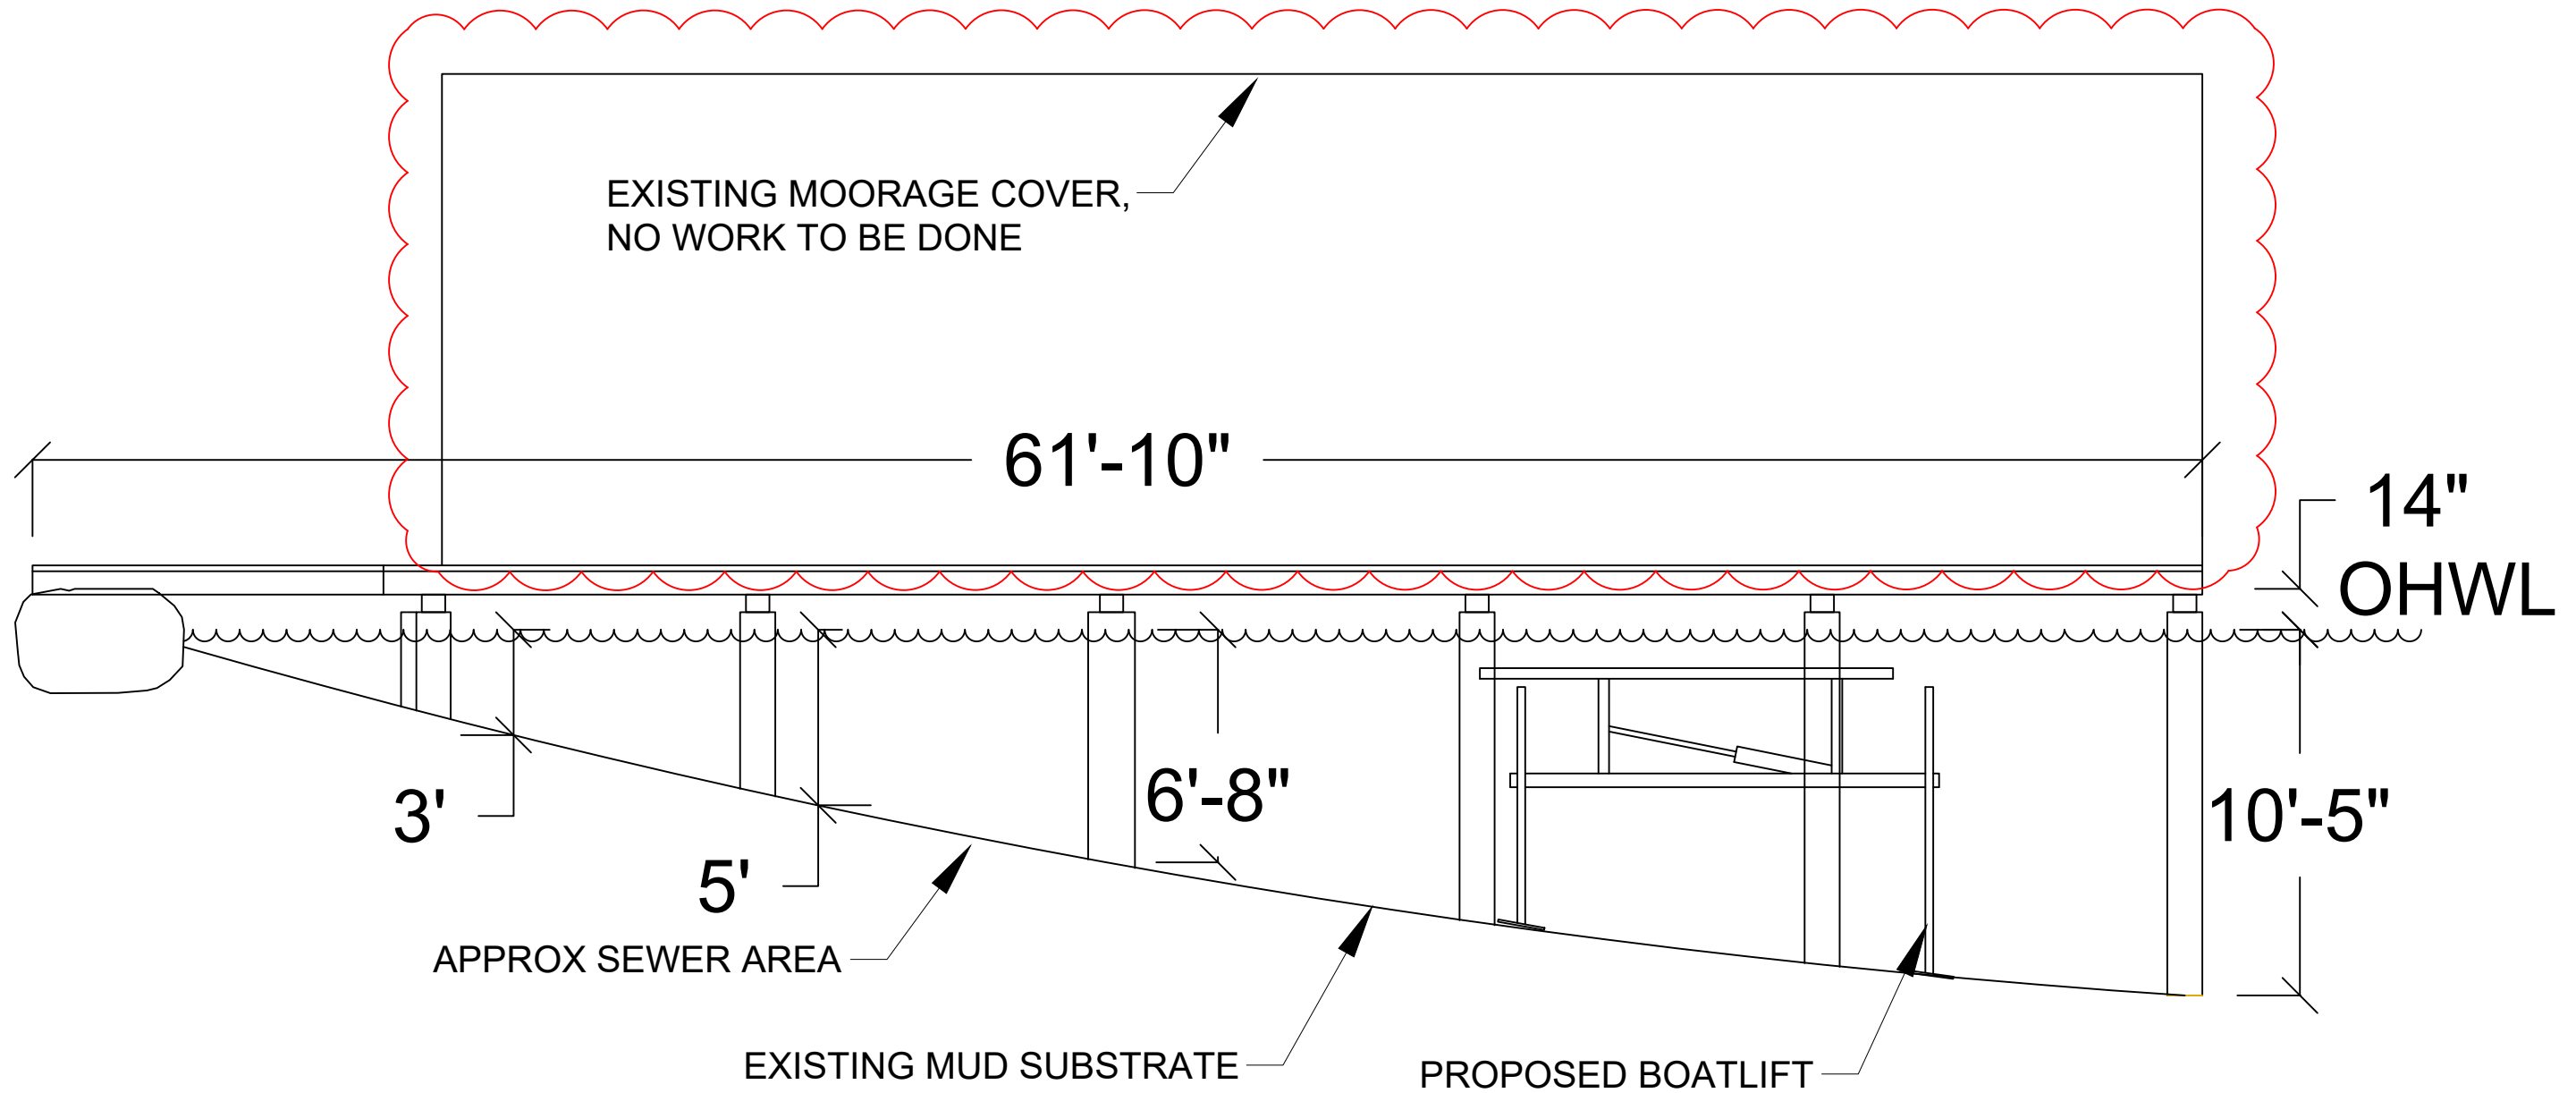 EXISTING MOORAGE COVER,
NO WORK TO BE DONE
61'-10"
14"
OHWL
3'
5'
6'-8"
10'-5"
APPROX SEWER AREA
EXISTING MUD SUBSTRATE
PROPOSED BOATLIFT